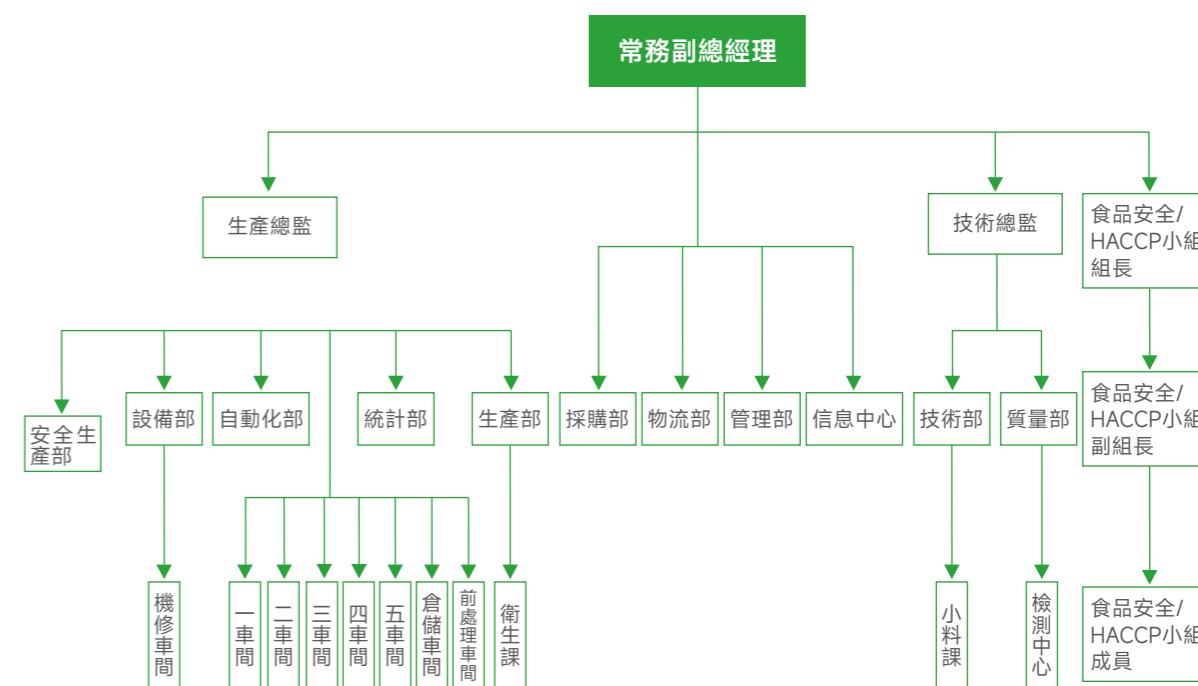 常務副總經理
生產總監
技術總監
食品安全/
HACCP小組
組長
安全生
產部
設備部
自動化部
統計部
生產部
採購部
物流部
管理部
信息中心
技術部
質量部
食品安全/
HACCP小組
副組長
機修車間
一車間
二車間
三車間
四車間
五車間
倉儲車間
前處理車間
衛生課
小料課
檢測中心
食品安全/
HACCP小組
成員